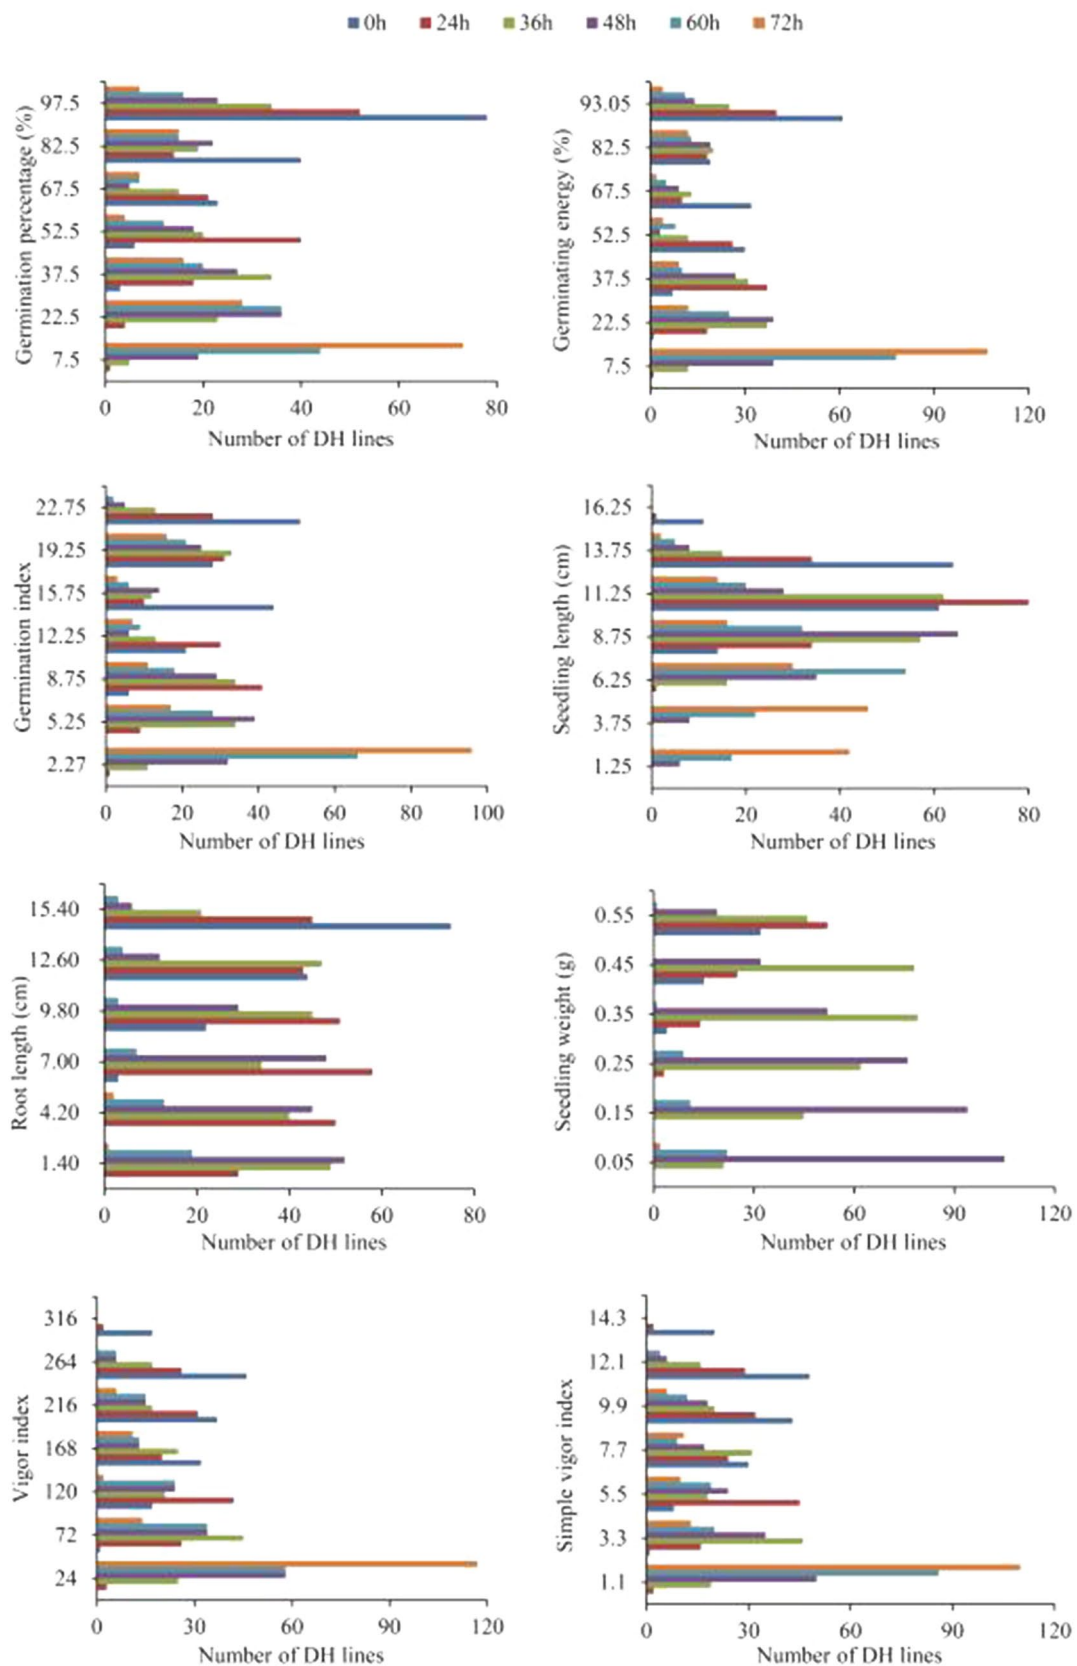 0h 24h 36h 48h 60h 72h
Germination percentage (%)
97.5
82.5
67.5
52.5
37.5
22.5
7.5
0 20 40 60 80
Number of DH lines
Germinating energy (%)
93.05
82.5
67.5
52.5
37.5
22.5
7.5
0 30 60 90 120
Number of DH lines
Germination index
22.75
19.25
15.75
12.25
8.75
5.25
2.27
0 20 40 60 80 100
Number of DH lines
Seedling length (cm)
16.25
13.75
11.25
8.75
6.25
3.75
1.25
0 20 40 60 80
Number of DH lines
Root length (cm)
15.40
12.60
9.80
7.00
4.20
1.40
0 20 40 60 80
Number of DH lines
Seedling weight (g)
0.55
0.45
0.35
0.25
0.15
0.05
0 30 60 90 120
Number of DH lines
Vigor index
316
264
216
168
120
72
24
0 30 60 90 120
Number of DH lines
Simple vigor index
14.3
12.1
9.9
7.7
5.5
3.3
1.1
0 30 60 90 120
Number of DH lines